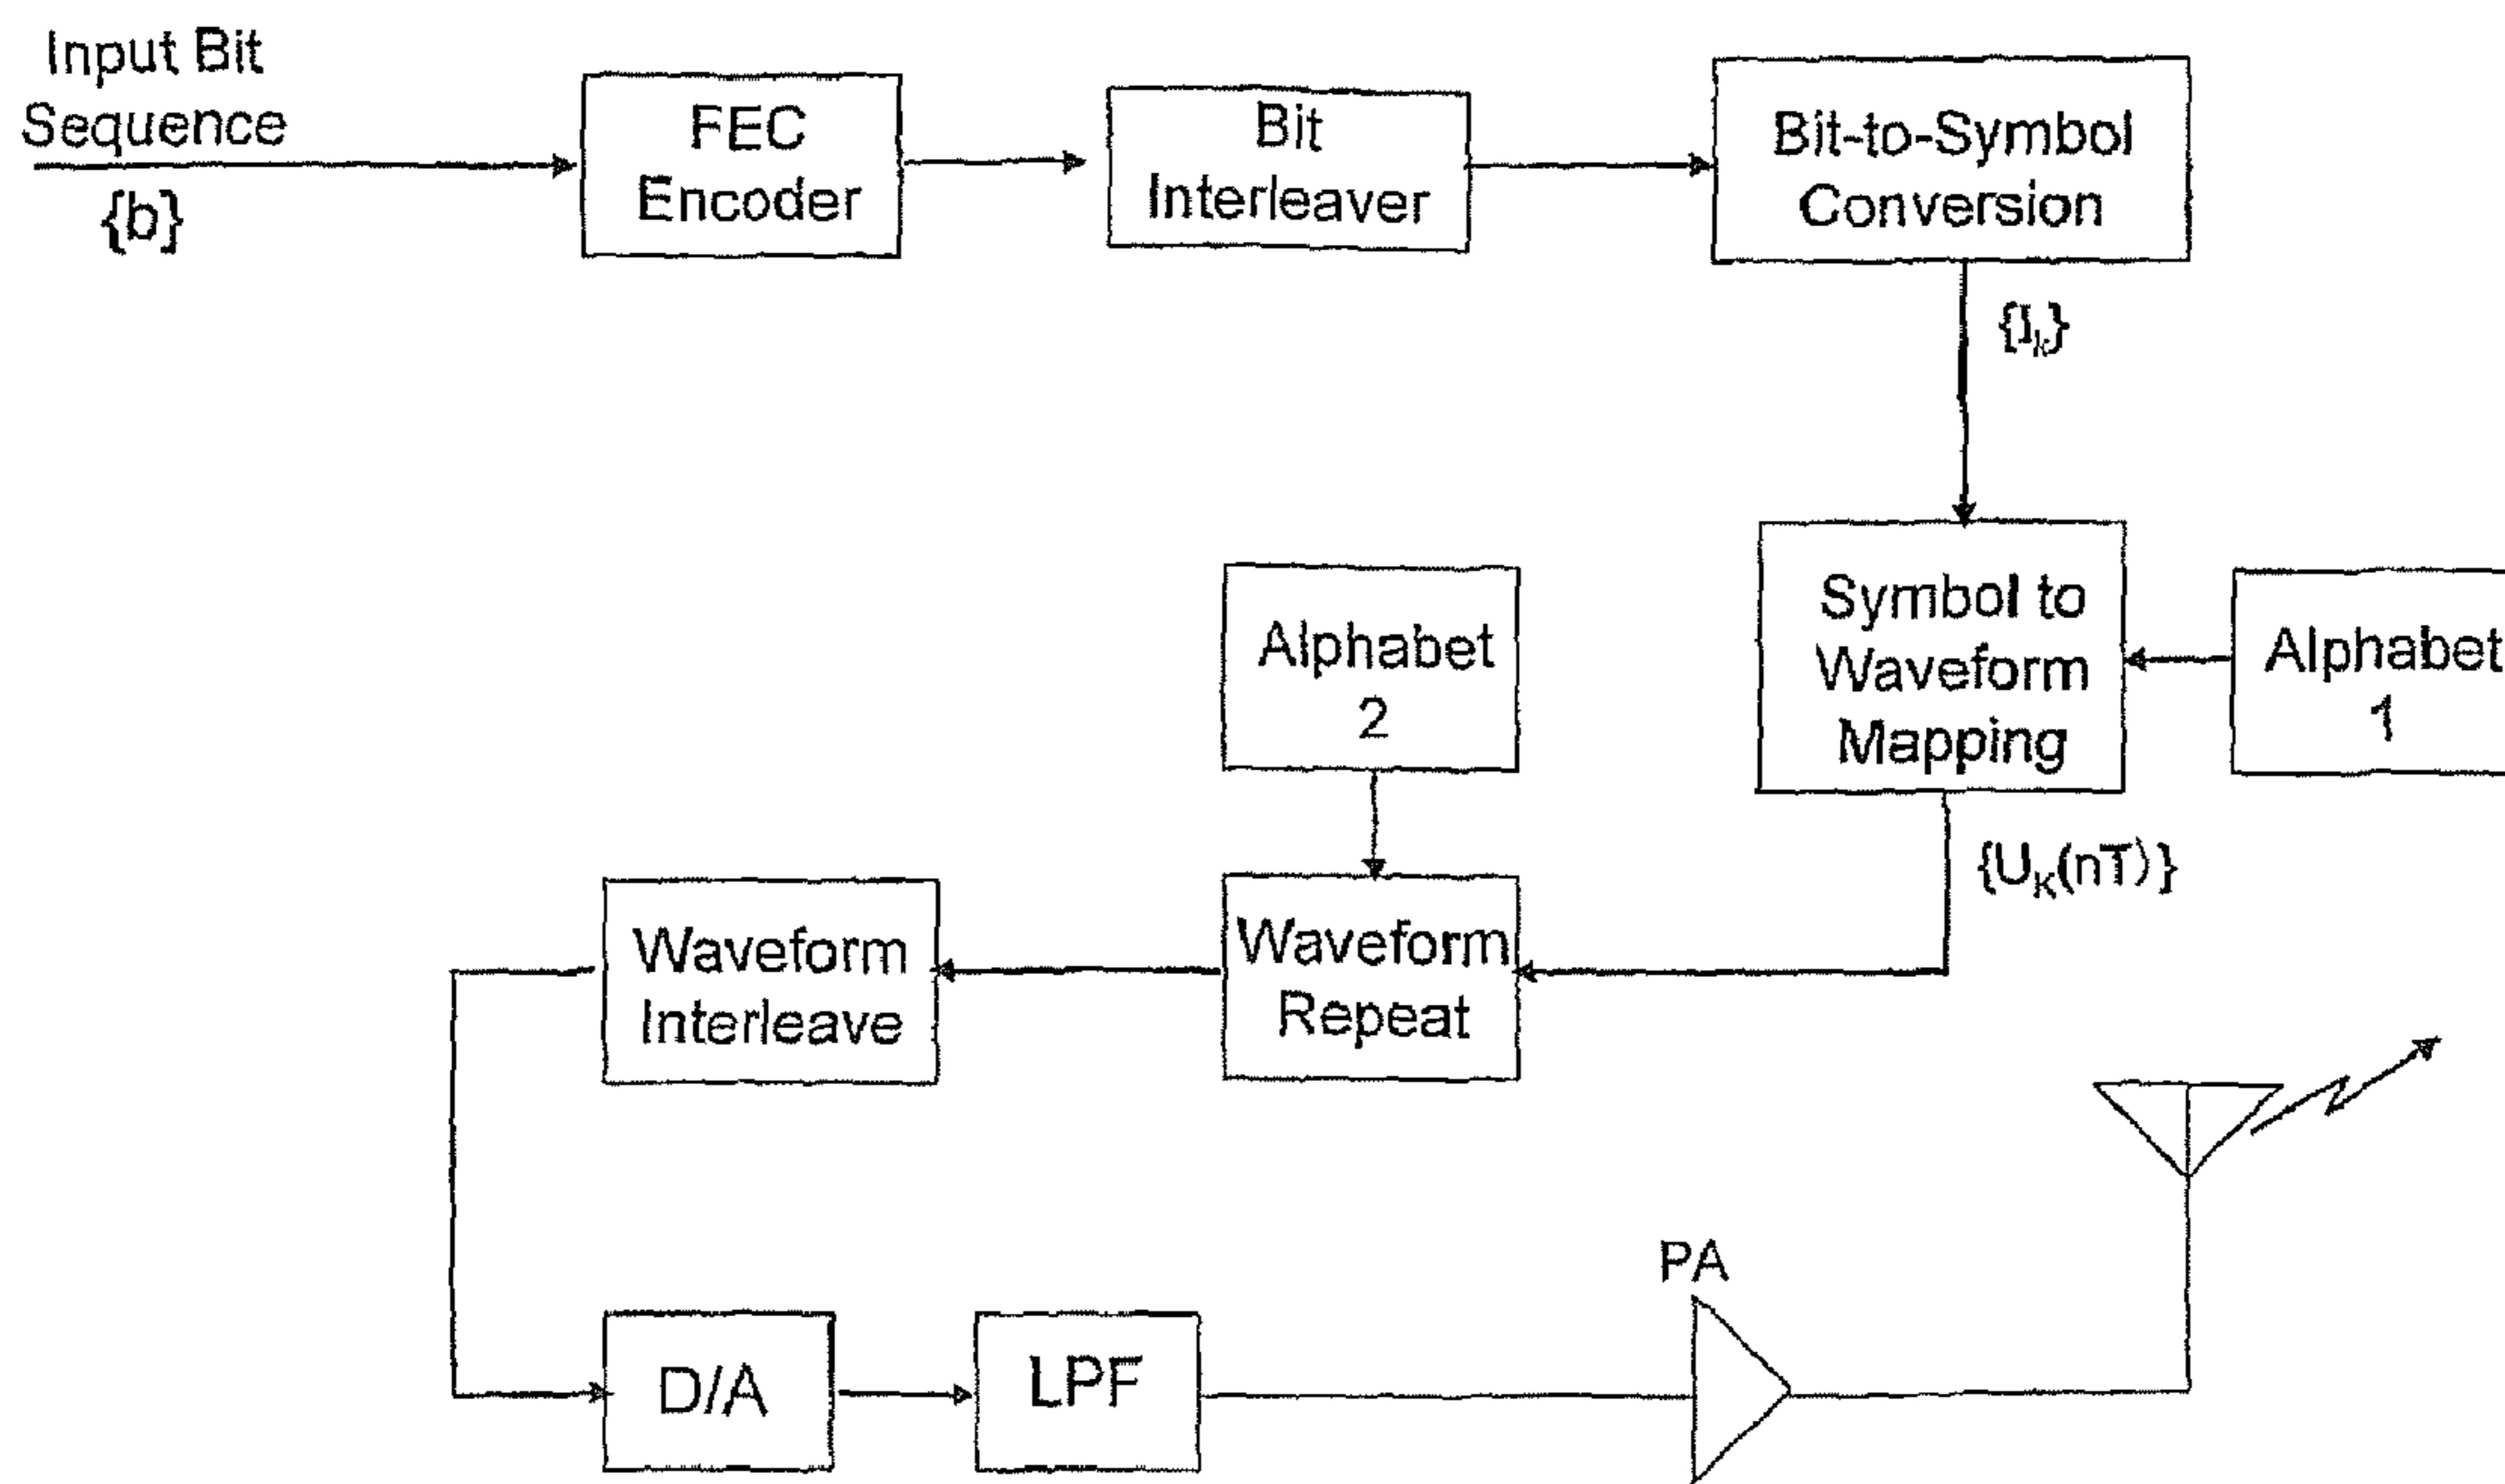 Input Bit
Sequence
{b}
FEC
Encoder
Bit
Interleaver
Bit-to-Symbol
Conversion
{I_k}
Symbol to
Waveform
Mapping
Alphabet
1
Alphabet
2
{U_K(nT)}
Waveform
Repeat
Waveform
Interleave
D/A
LPF
PA